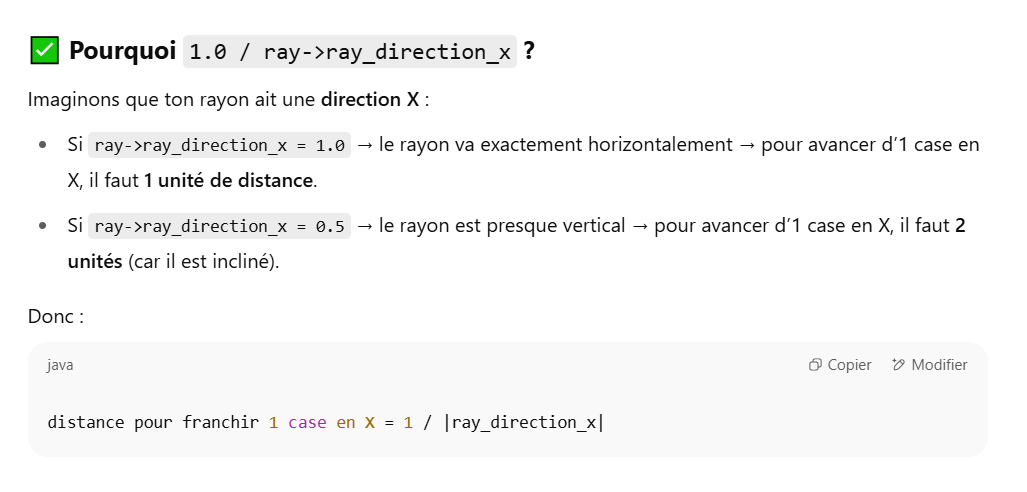 ✅ Pourquoi 1.0 / ray->ray_direction_x ?
Imaginons que ton rayon ait une direction X :
• Si ray->ray_direction_x = 1.0 → le rayon va exactement horizontalement → pour avancer d’1 case en
X, il faut 1 unité de distance.
• Si ray->ray_direction_x = 0.5 → le rayon est presque vertical → pour avancer d’1 case en X, il faut 2
unités (car il est incliné).
Donc :
java Copier Modifier
distance pour franchir 1 case en X = 1 / |ray_direction_x|